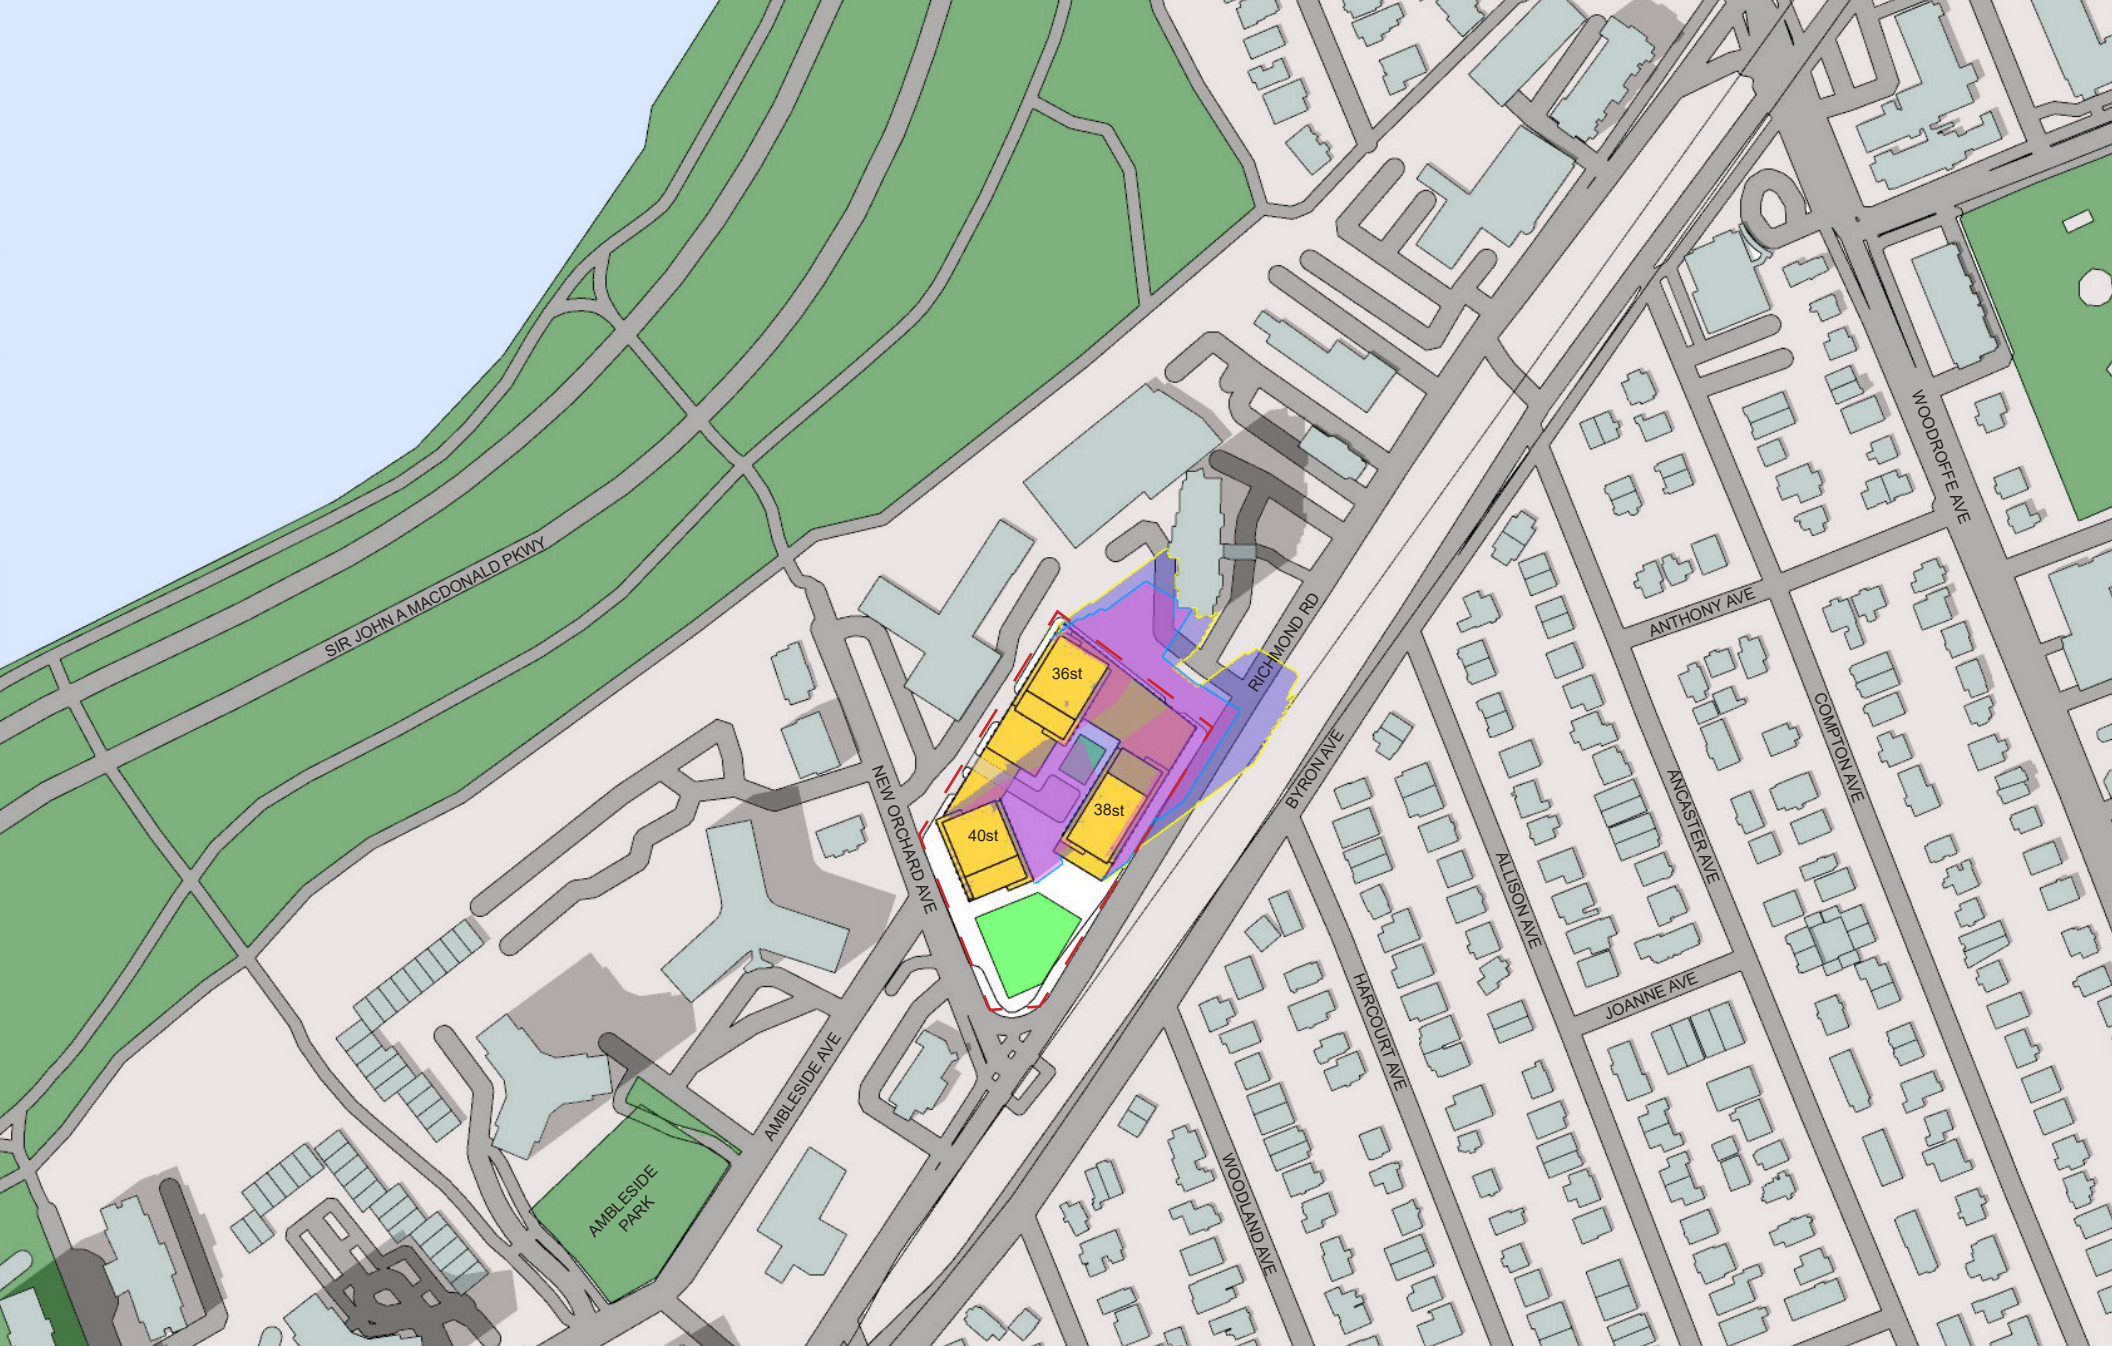 WOODROFFE AVE
SIR JOHN A MACDONALD PKWY
ANTHONY AVE
RICHMOND RD
36st
COMPTON AVE
BYRON AVE
38st
40st
NEW ORCHARD AVE
ANCASTER AVE
ALLISON AVE
JOANNE AVE
HARCOURT AVE
AMBLESIDE AVE
AMBLESIDE
PARK
WOODLAND AVE